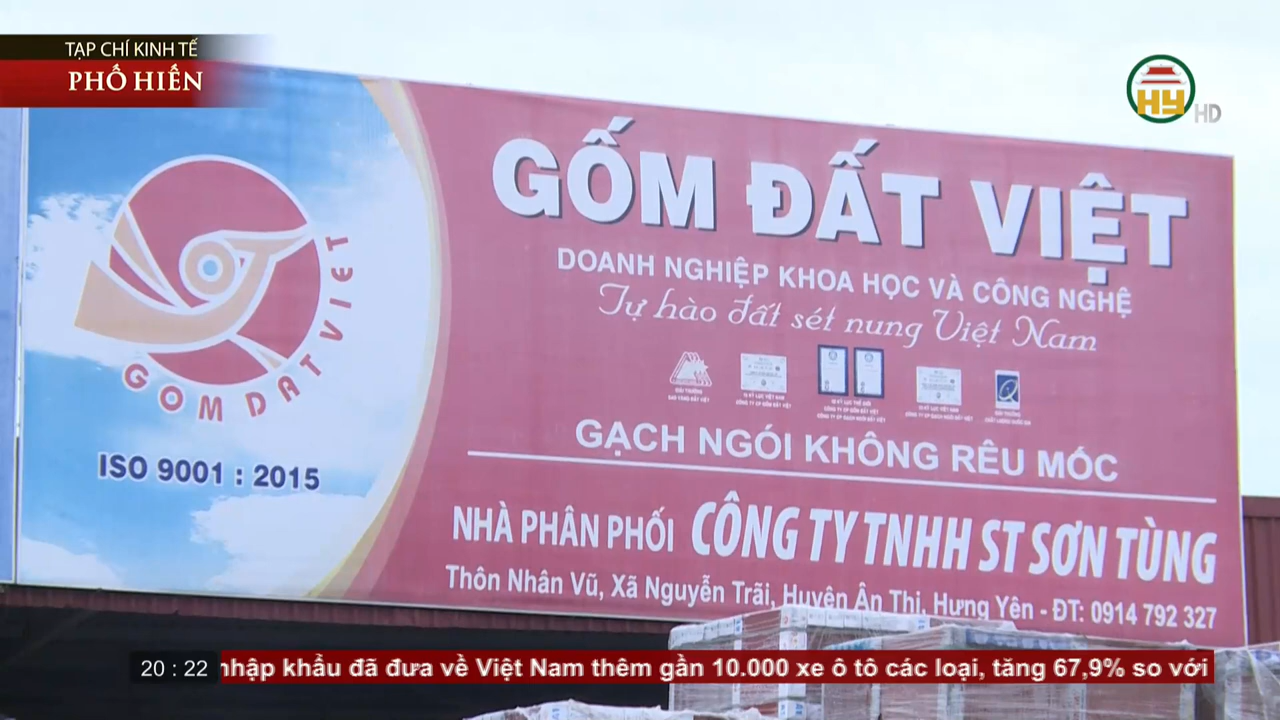 TẠP CHÍ KINH TẾ
PHỐ HIẾN
HY HD
GỐM ĐẤT VIỆT
DOANH NGHIỆP KHOA HỌC VÀ CÔNG NGHỆ
Tự hào đất sét nung Việt Nam
GOM DAT VIET
ISO 9001 : 2015
GẠCH NGÓI KHÔNG RÊU MỐC
NHÀ PHÂN PHỐI CÔNG TY TNHH ST SƠN TÙNG
Thôn Nhân Vũ, Xã Nguyễn Trãi, Huyện Ân Thi, Hưng Yên - ĐT: 0914 792 327
20 : 22 nhập khẩu đã đưa về Việt Nam thêm gần 10.000 xe ô tô các loại, tăng 67,9% so với